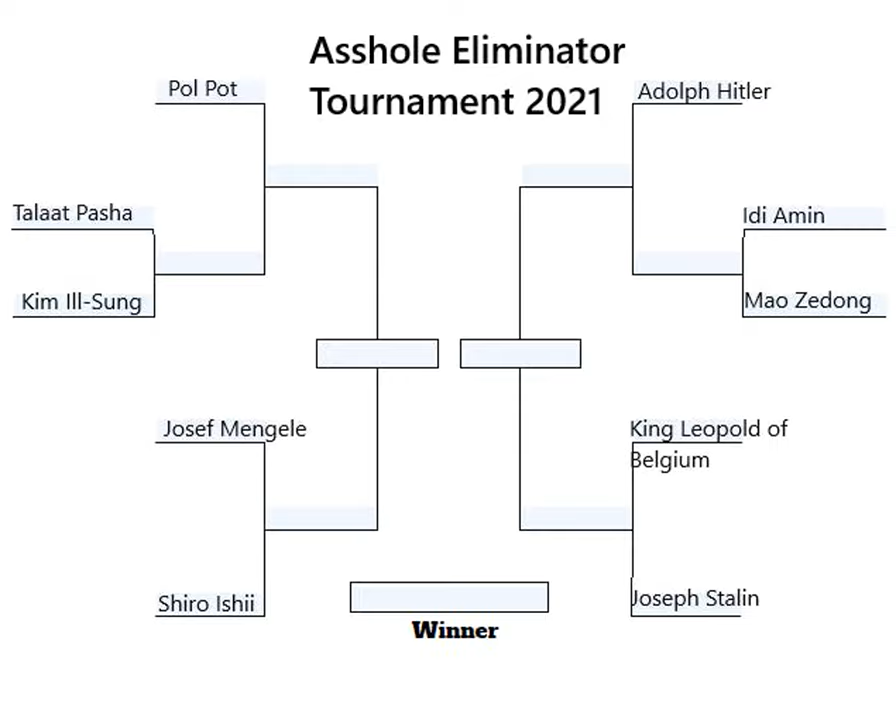 Asshole Eliminator
Tournament 2021
Pol Pot
Adolph Hitler
Talaat Pasha
Idi Amin
Kim Ill-Sung
Mao Zedong
Josef Mengele
King Leopold of
Belgium
Shiro Ishii
Joseph Stalin
Winner